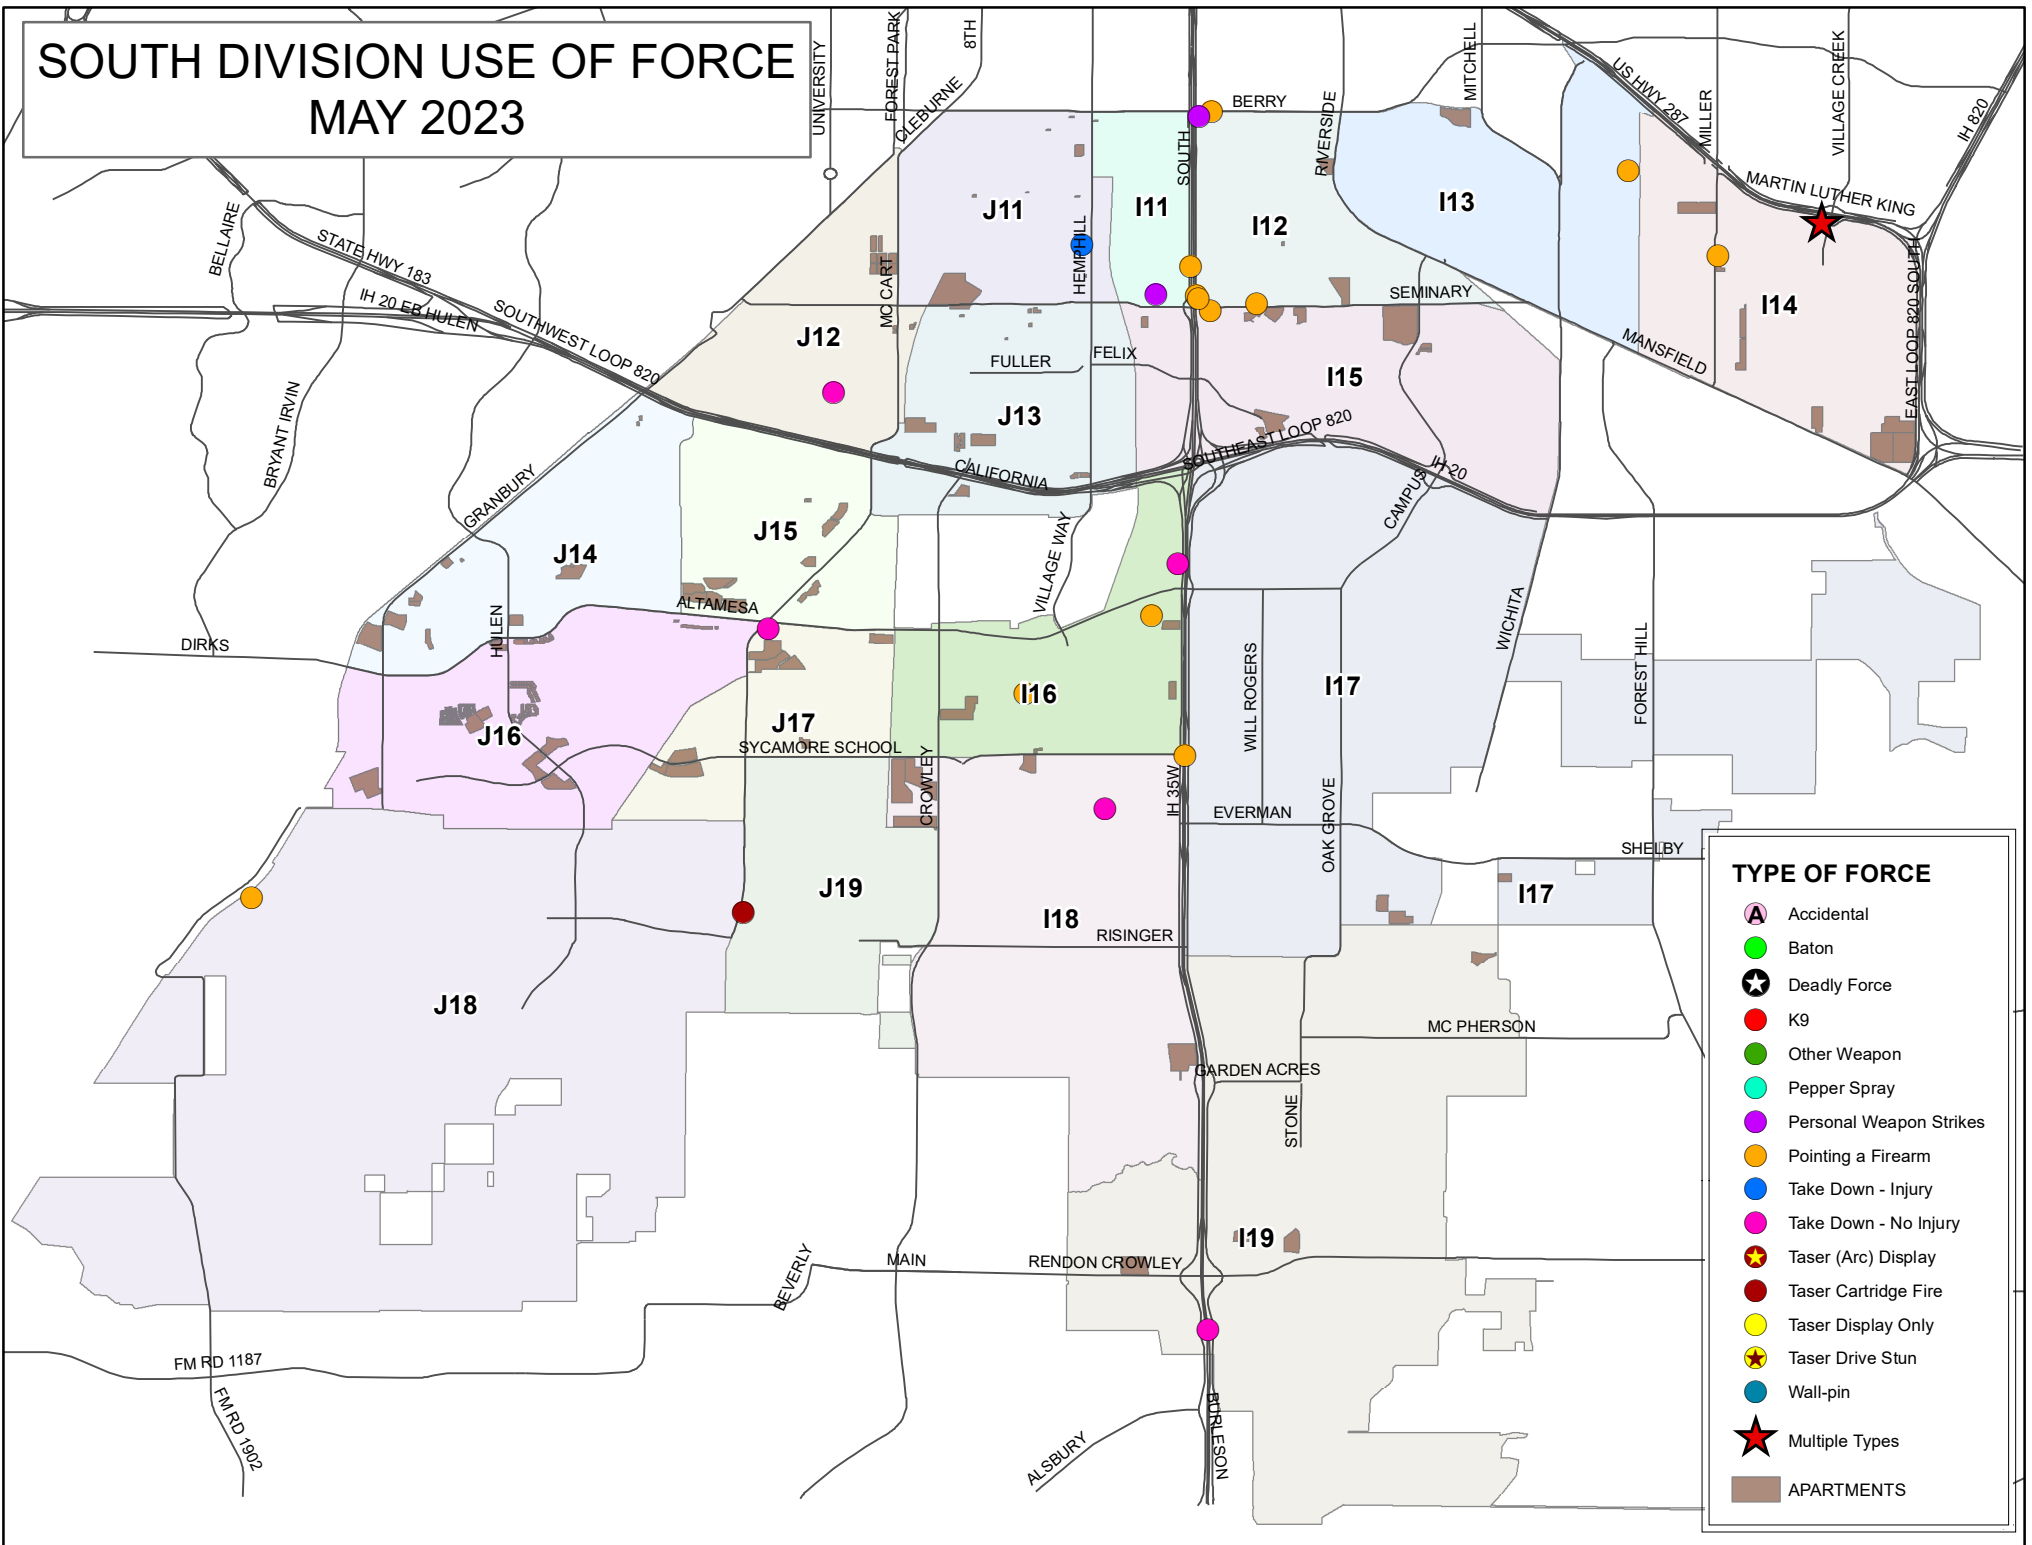 SOUTH DIVISION USE OF FORCE
MAY 2023
UNIVERSITY
FOREST PARK
8TH
CLEBURNE
BERRY
SOUTH
RIVERSIDE
MITCHELL
US HWY 287
MILLER
VILLAGE CREEK
IH 820
MARTIN LUTHER KING
BELLAIRE
STATE HWY 183
IH 20 EB HULEN
SOUTHWEST LOOP 820
J11
I11
I12
I13
I14
HEMPHILL
MC CART
SEMINARY
EAST LOOP 820 SOUTH
MANSFIELD
J12
FULLER
FELIX
J13
I15
BRYANT IRVIN
GRANBURY
CALIFORNIA
SOUTHEAST LOOP 820
IH 20
CAMPUS
J14
J15
VILLAGE WAY
ALTAMESA
HULEN
DIRKS
WICHITA
FOREST HILL
WILL ROGERS
I16
I17
J16
J17
SYCAMORE SCHOOL
CROWLEY
IH 35W
EVERMAN
OAK GROVE
SHELBY
J19
I18
I17
RISINGER
J18
MC PHERSON
GARDEN ACRES
STONE
I19
MAIN
RENDON CROWLEY
BEVERLY
FM RD 1187
FM RD 1902
ALSBURY
BURLESON
TYPE OF FORCE
A Accidental
Baton
Deadly Force
K9
Other Weapon
Pepper Spray
Personal Weapon Strikes
Pointing a Firearm
Take Down - Injury
Take Down - No Injury
Taser (Arc) Display
Taser Cartridge Fire
Taser Display Only
Taser Drive Stun
Wall-pin
Multiple Types
APARTMENTS